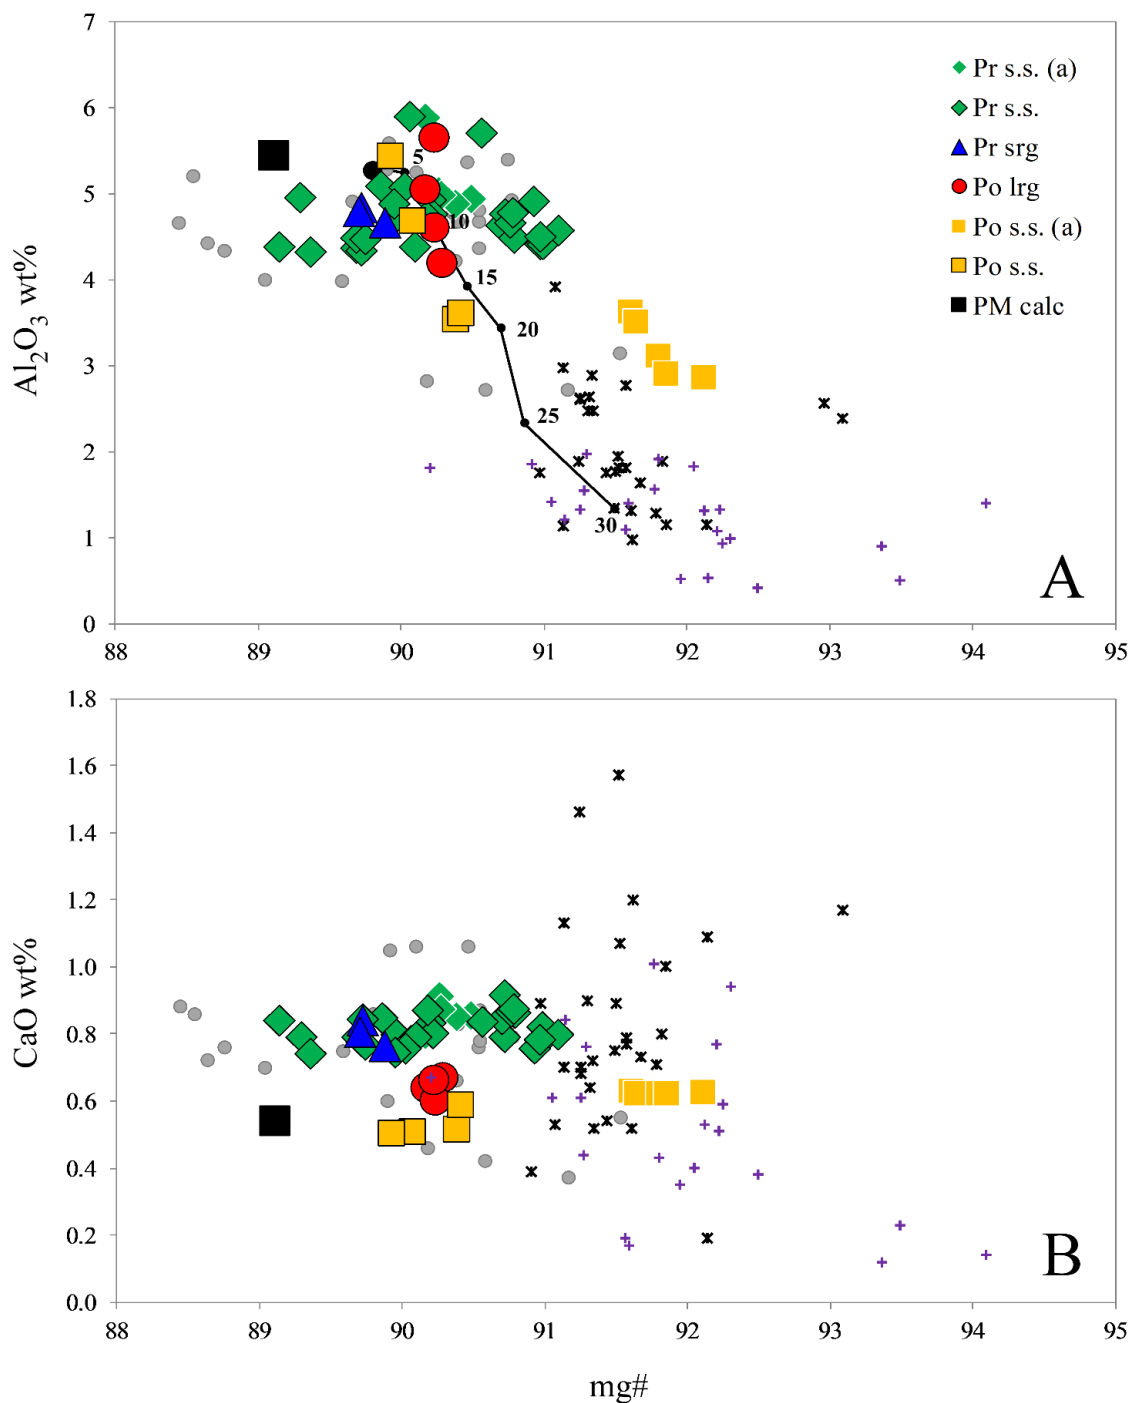 7
6
5
4
3
2
1
0
Al₂O₃ wt%
Pr s.s. (a)
Pr s.s.
Pr srg
Po lrg
Po s.s. (a)
Po s.s.
PM calc
5
10
15
20
25
30
A
88 89 90 91 92 93 94 95
1.8
1.6
1.4
1.2
1.0
0.8
0.6
0.4
0.2
0.0
CaO wt%
B
88 89 90 91 92 93 94 95
mg#